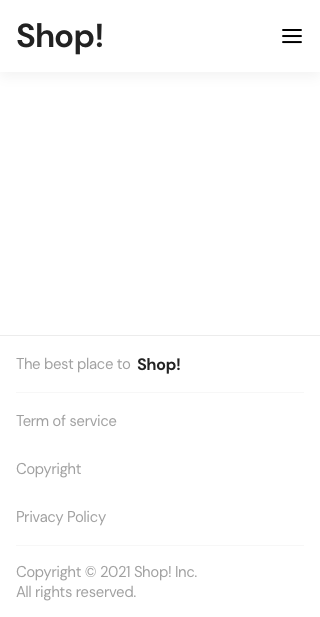 Shop!
The best place to Shop!
Term of service
Copyright
Privacy Policy
Copyright © 2021 Shop! Inc.
All rights reserved.